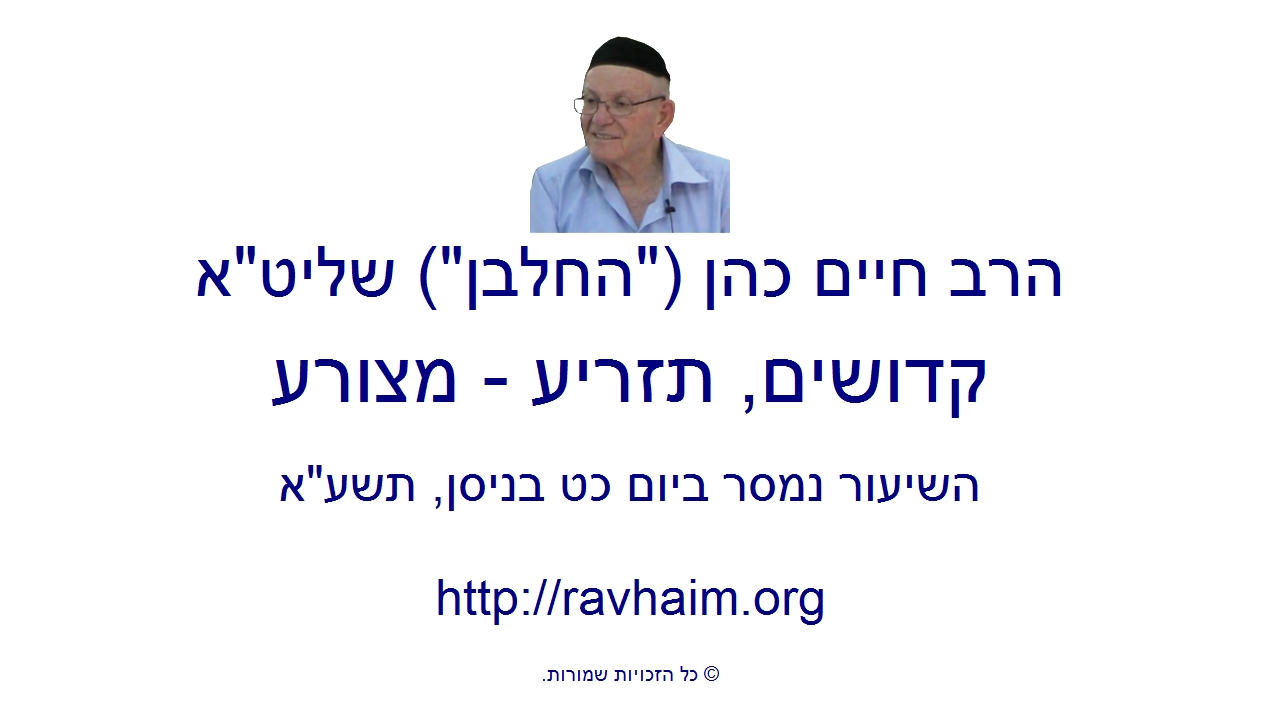 הרב חיים כהן ("החלבן") שליט"א
קדושים, תזריע - מצורע
השיעור נמסר ביום כט בניסן, תשע"א
http://ravhaim.org
© כל הזכויות שמורות.